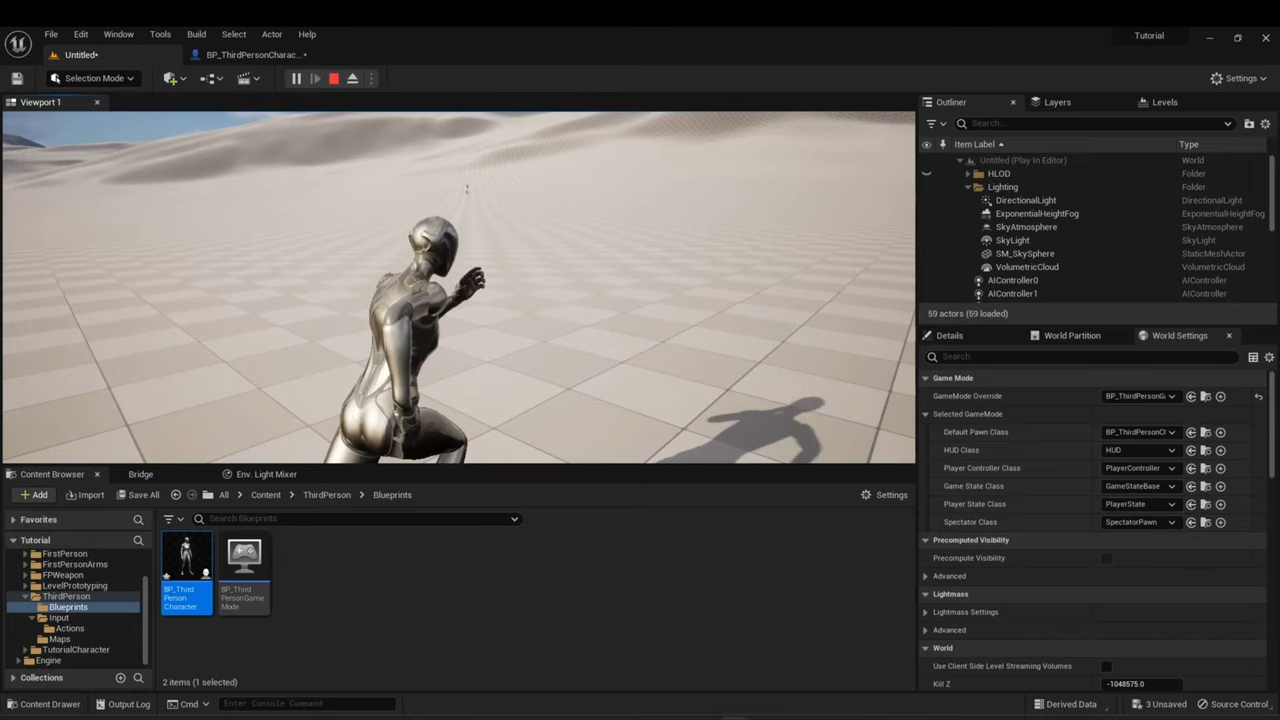 File Edit Window Tools Build Select Actor Help
Tutorial
Untitled•
BP_ThirdPersonCharac...•
Selection Mode
Settings
Viewport 1
Outliner
Layers
Levels
Search...
Item Label
Type
Untitled (Play In Editor) World
HLOD Folder
Lighting Folder
DirectionalLight DirectionalLight
ExponentialHeightFog ExponentialHeightFog
SkyAtmosphere SkyAtmosphere
SkyLight SkyLight
SM_SkySphere StaticMeshActor
VolumetricCloud VolumetricCloud
AIController0 AIController
AIController1 AIController
59 actors (59 loaded)
Details
World Partition
World Settings
Search
Game Mode
GameMode Override BP_ThirdPersonG
Selected GameMode
Default Pawn Class BP_ThirdPersonCl
HUD Class HUD
Player Controller Class PlayerController
Game State Class GameStateBase
Player State Class PlayerState
Spectator Class SpectatorPawn
Precomputed Visibility
Precompute Visibility
Advanced
Lightmass
Lightmass Settings
Advanced
World
Use Client Side Level Streaming Volumes
Kill Z -1048575.0
Content Browser
Bridge
Env. Light Mixer
Add Import Save All All Content ThirdPerson Blueprints
Settings
Favorites
Search Blueprints
Tutorial
FirstPerson
FirstPersonArms
FPWeapon
LevelPrototyping
ThirdPerson
Blueprints
Input
Actions
Maps
TutorialCharacter
Engine
Collections
BP_Third
Person
Character
BP_Third
PersonGame
Mode
2 items (1 selected)
Content Drawer
Output Log
Cmd
Enter Console Command
Derived Data
3 Unsaved
Source Control